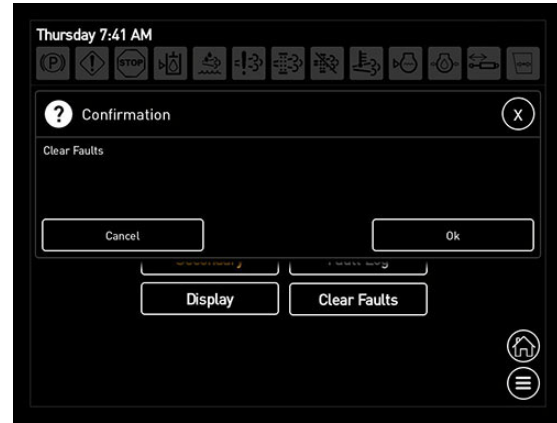 Thursday 7:41 AM
(P)
STOP
? Confirmation X
Clear Faults
Cancel Ok
Display Clear Faults